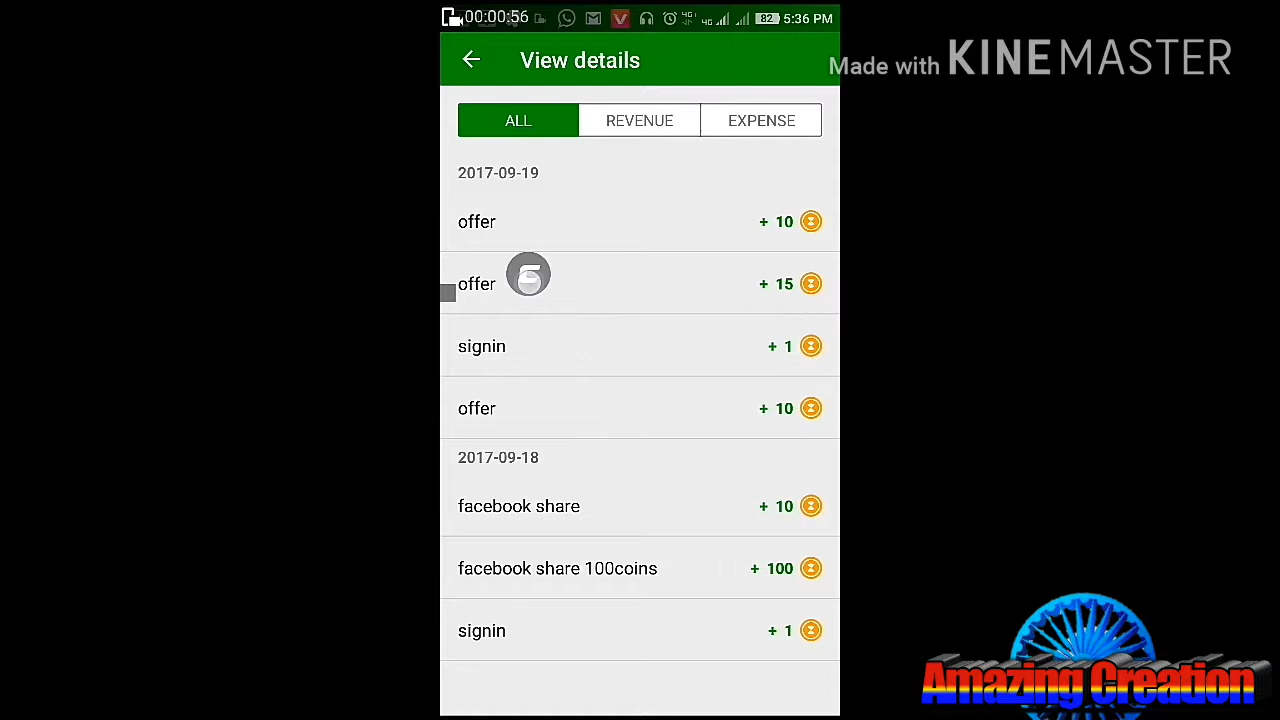 00:00:56
82 5:36 PM
View details
Made with KINEMASTER
ALL REVENUE EXPENSE
2017-09-19
offer + 10
offer + 15
signin + 1
offer + 10
2017-09-18
facebook share + 10
facebook share 100coins + 100
signin + 1
Amazing Creation